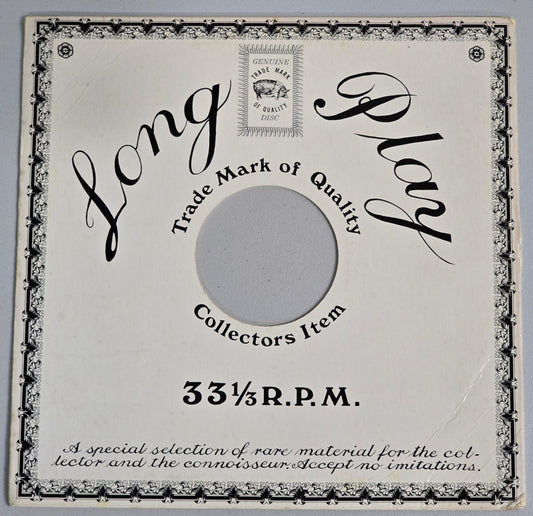 GENUINE
TRADE MARK
OF QUALITY
DISC
Long Play
Trade Mark of Quality
Collectors Item
33⅓ R.P.M.
A special selection of rare material for the col-
lector and the connoisseur. Accept no imitations.